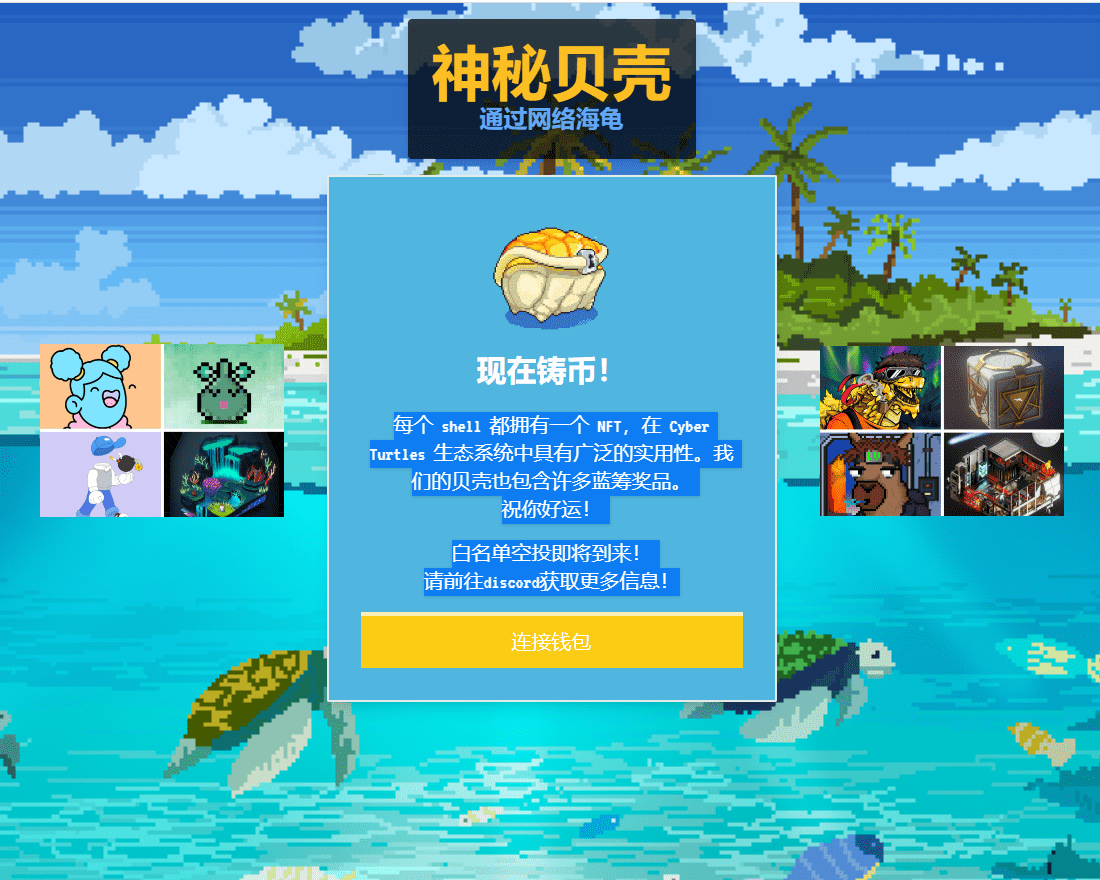 神秘贝壳
通过网络海龟
现在铸币！
每个 shell 都拥有一个 NFT，在 Cyber
Turtles 生态系统中具有广泛的实用性。我
们的贝壳也包含许多蓝筹奖品。
祝你好运！
白名单空投即将到来！
请前往discord获取更多信息！
连接钱包